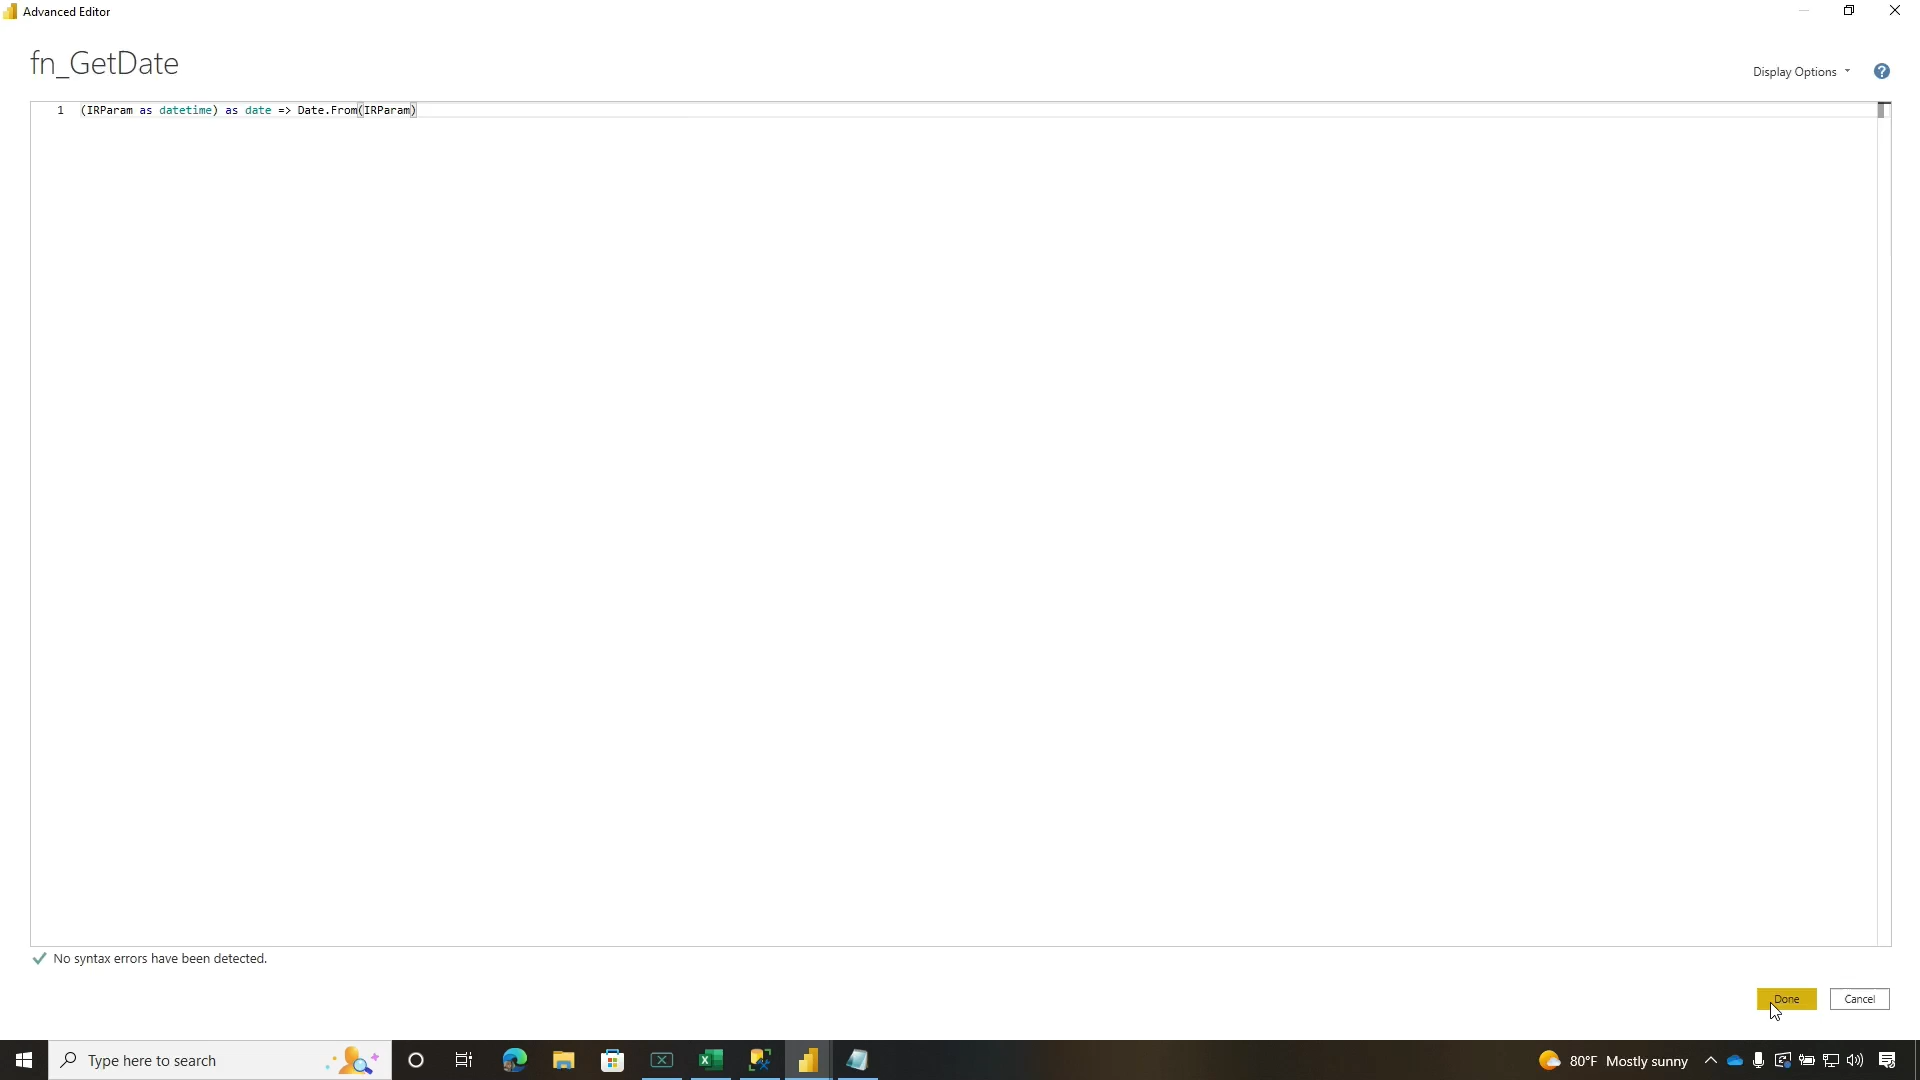 Advanced Editor
fn_GetDate
Display Options
?
1 (IRParam as datetime) as date => Date.From(IRParam)
No syntax errors have been detected.
Done
Cancel
Type here to search
80°F Mostly sunny